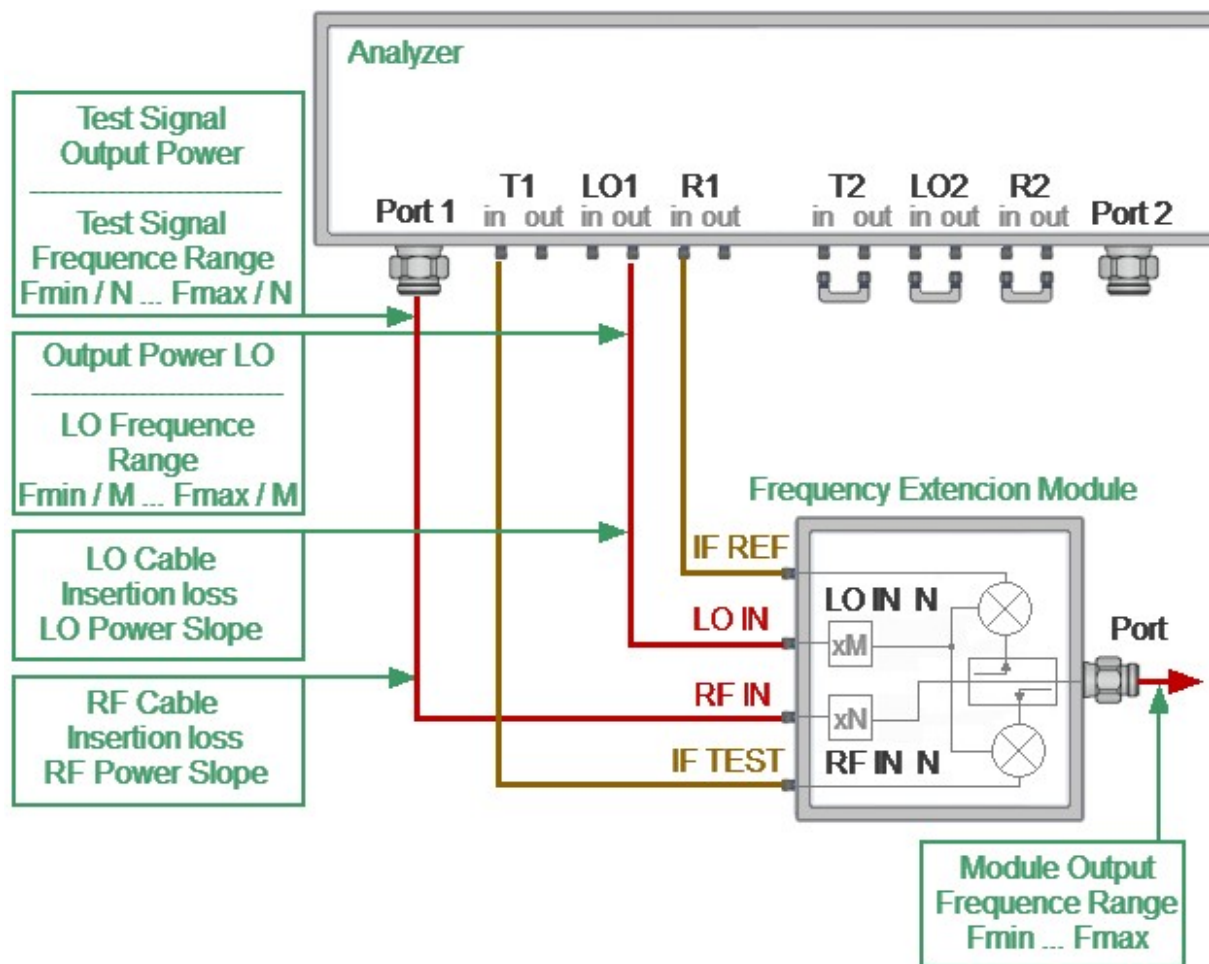 Analyzer
Test Signal
Output Power
Test Signal
Frequence Range
Fmin / N ... Fmax / N
Output Power LO
LO Frequence
Range
Fmin / M ... Fmax / M
LO Cable
Insertion loss
LO Power Slope
RF Cable
Insertion loss
RF Power Slope
Port 1
T1
in out
LO1
in out
R1
in out
T2
in out
LO2
in out
R2
in out
Port 2
Frequency Extencion Module
IF REF
LO IN
RF IN
IF TEST
LO IN N
xM
xN
RF IN N
Port
Module Output
Frequence Range
Fmin ... Fmax